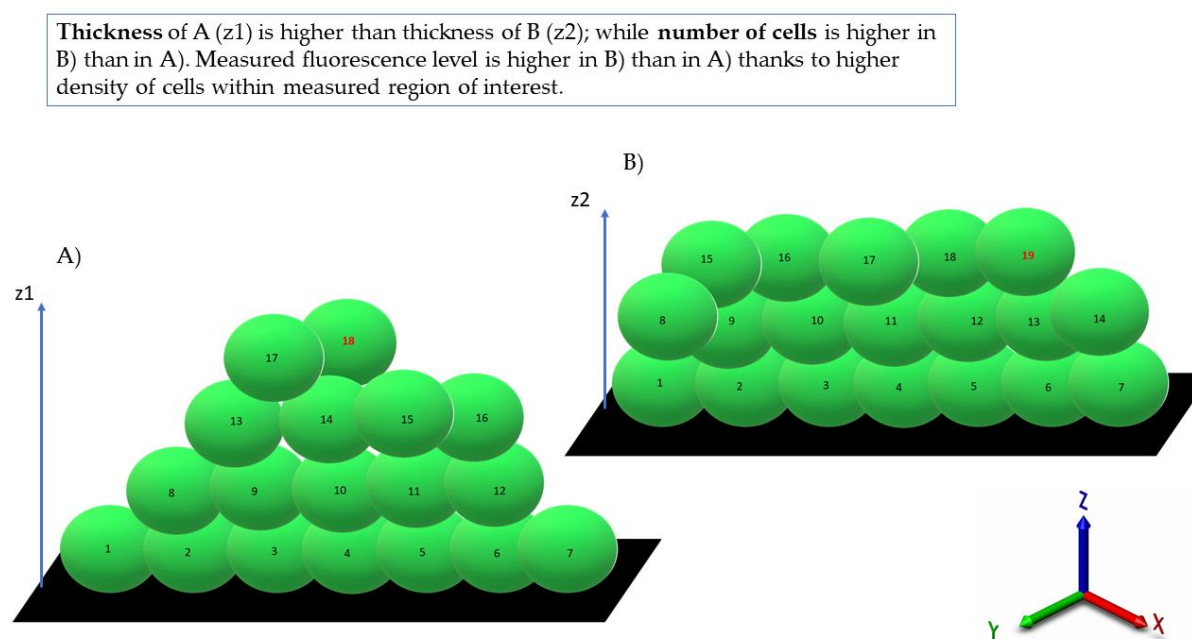 Thickness of A (z1) is higher than thickness of B (z2); while number of cells is higher in
B) than in A). Measured fluorescence level is higher in B) than in A) thanks to higher
density of cells within measured region of interest.
A)
z1
18
17
13 14 15 16
8 9 10 11 12
1 2 3 4 5 6 7
B)
z2
15 16 17 18 19
8 9 10 11 12 13 14
1 2 3 4 5 6 7
Z
Y X